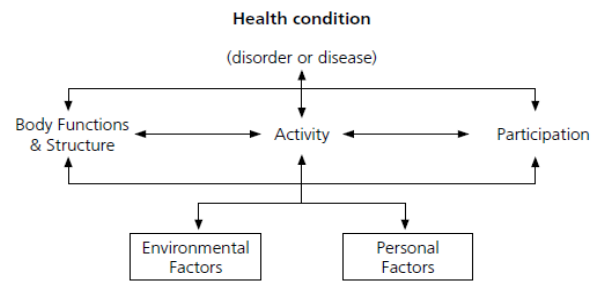 Health condition
(disorder or disease)
Body Functions
& Structure
Activity
Participation
Environmental
Factors
Personal
Factors